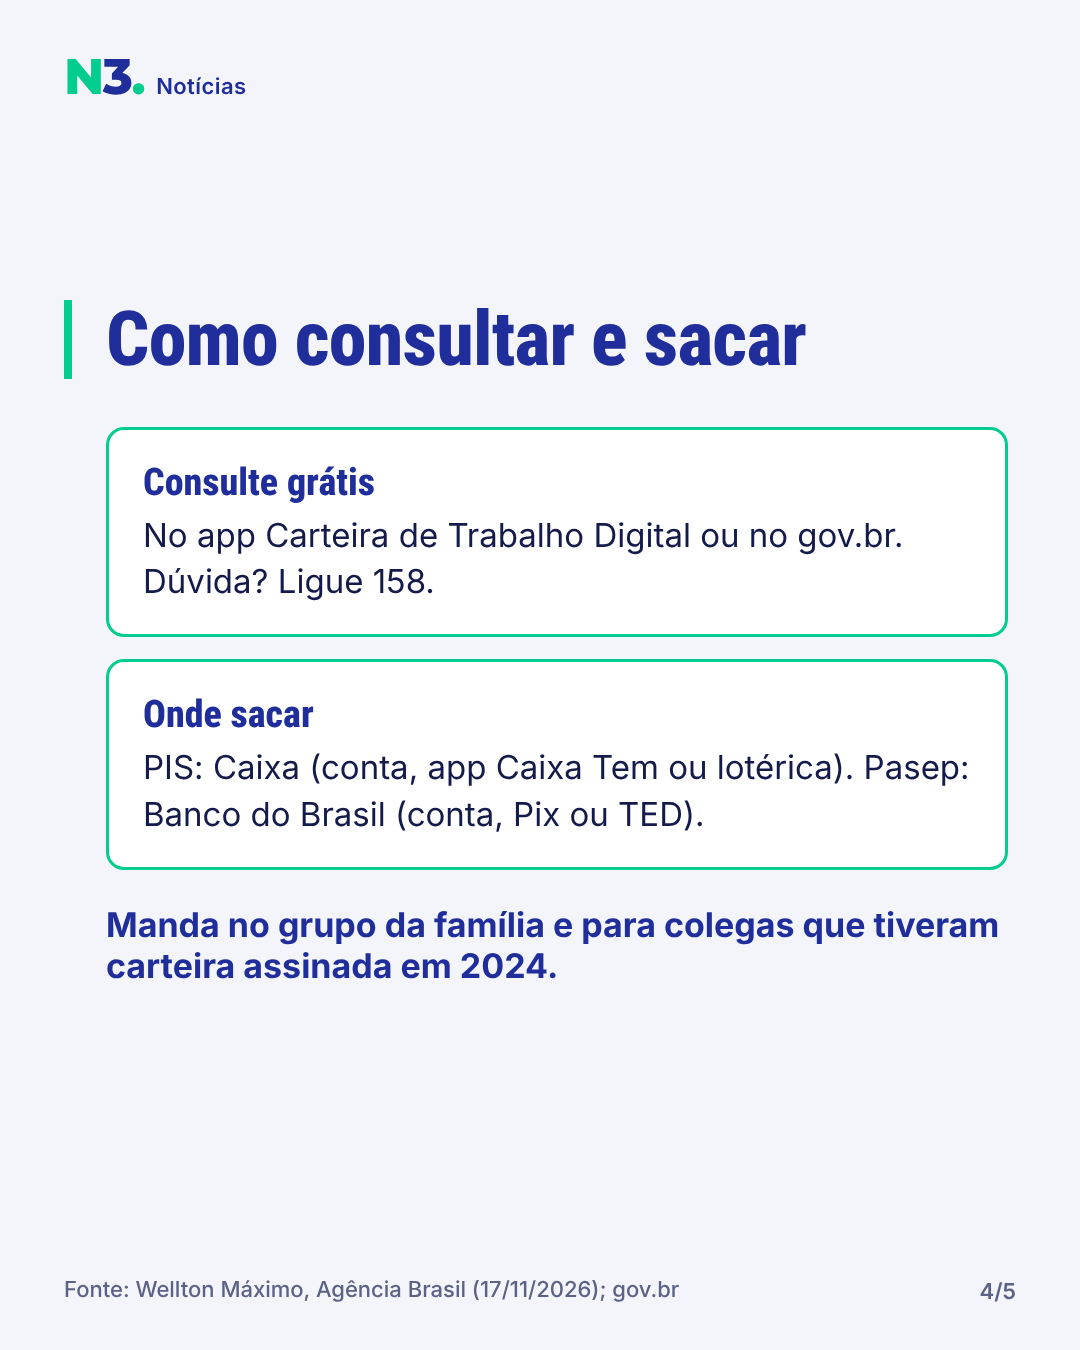 N3. Notícias
Como consultar e sacar
Consulte grátis
No app Carteira de Trabalho Digital ou no gov.br.
Dúvida? Ligue 158.
Onde sacar
PIS: Caixa (conta, app Caixa Tem ou lotérica). Pasep:
Banco do Brasil (conta, Pix ou TED).
Manda no grupo da família e para colegas que tiveram
carteira assinada em 2024.
Fonte: Wellton Máximo, Agência Brasil (17/11/2026); gov.br
4/5